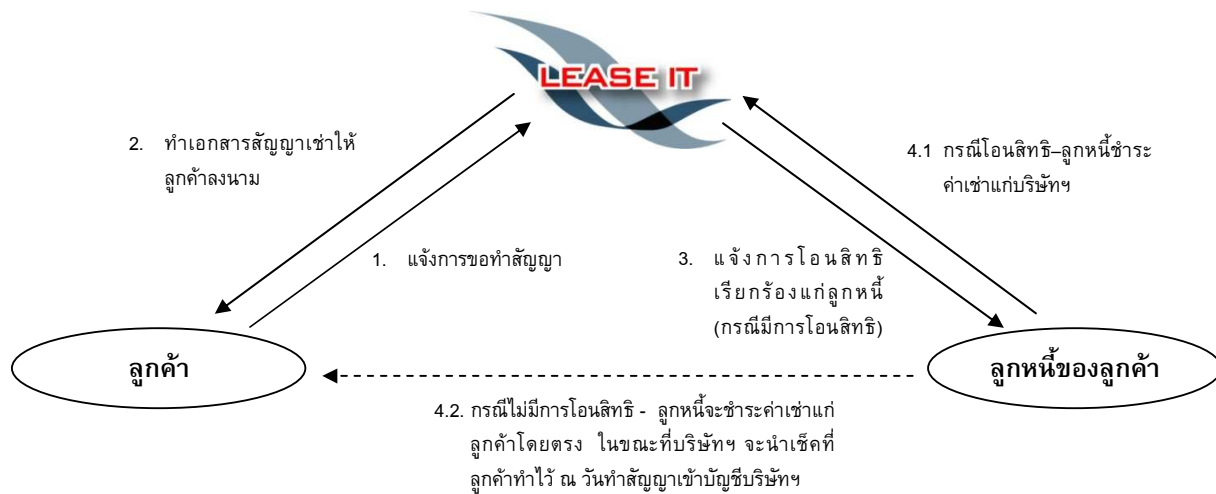 LEASE IT
2. ทำเอกสารสัญญาเช่าให้
ลูกค้าลงนาม
4.1 กรณีโอนสิทธิ–ลูกหนี้ชำระ
ค่าเช่าแก่บริษัทฯ
1. แจ้งการขอทำสัญญา
3. แจ้งการโอนสิทธิ
เรียกร้องแก่ลูกหนี้
(กรณีมีการโอนสิทธิ)
ลูกค้า
ลูกหนี้ของลูกค้า
4.2. กรณีไม่มีการโอนสิทธิ - ลูกหนี้จะชำระค่าเช่าแก่
ลูกค้าโดยตรง ในขณะที่บริษัทฯ จะนำเช็คที่
ลูกค้าทำไว้ ณ วันทำสัญญาเข้าบัญชีบริษัทฯ